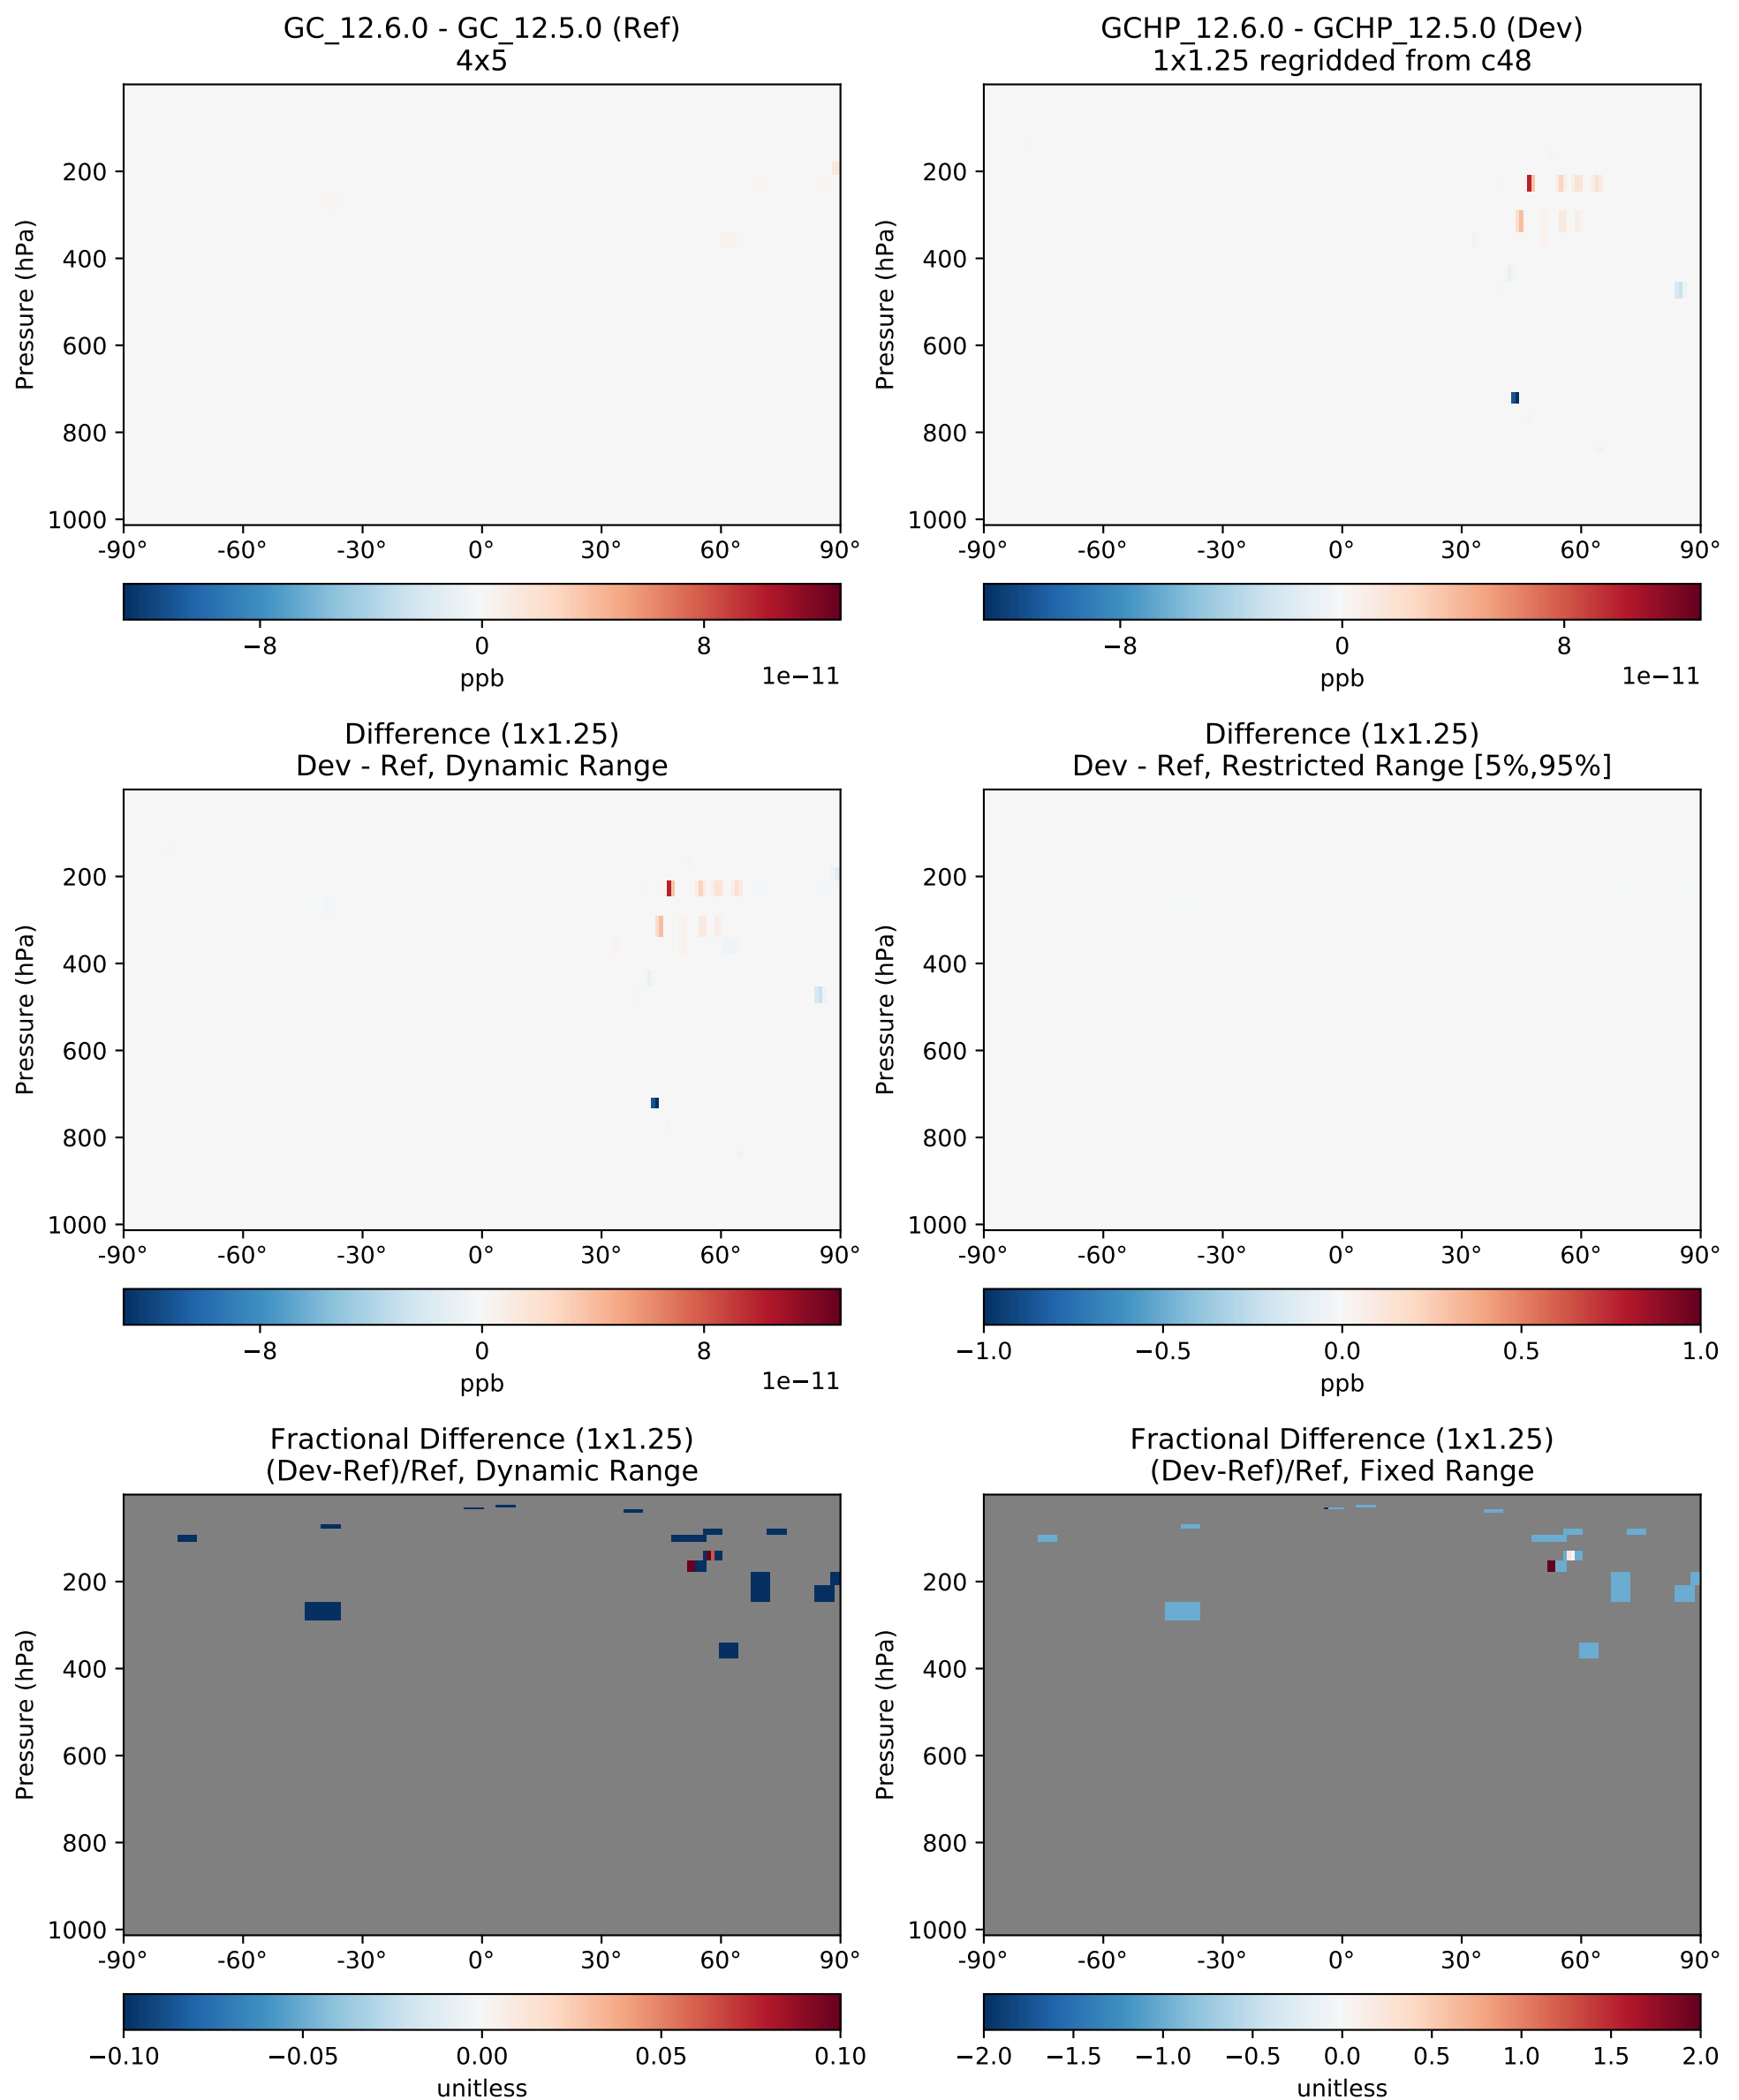 GC_12.6.0 - GC_12.5.0 (Ref)
4x5
GCHP_12.6.0 - GCHP_12.5.0 (Dev)
1x1.25 regridded from c48
Pressure (hPa)
200
400
600
800
1000
-90° -60° -30° 0° 30° 60° 90°
−8 0 8
ppb
1e−11
Pressure (hPa)
200
400
600
800
1000
-90° -60° -30° 0° 30° 60° 90°
−8 0 8
ppb
1e−11
Difference (1x1.25)
Dev - Ref, Dynamic Range
Difference (1x1.25)
Dev - Ref, Restricted Range [5%,95%]
Pressure (hPa)
200
400
600
800
1000
-90° -60° -30° 0° 30° 60° 90°
−8 0 8
ppb
1e−11
Pressure (hPa)
200
400
600
800
1000
-90° -60° -30° 0° 30° 60° 90°
−1.0 −0.5 0.0 0.5 1.0
ppb
Fractional Difference (1x1.25)
(Dev-Ref)/Ref, Dynamic Range
Fractional Difference (1x1.25)
(Dev-Ref)/Ref, Fixed Range
Pressure (hPa)
200
400
600
800
1000
-90° -60° -30° 0° 30° 60° 90°
−0.10 −0.05 0.00 0.05 0.10
unitless
Pressure (hPa)
200
400
600
800
1000
-90° -60° -30° 0° 30° 60° 90°
−2.0 −1.5 −1.0 −0.5 0.0 0.5 1.0 1.5 2.0
unitless